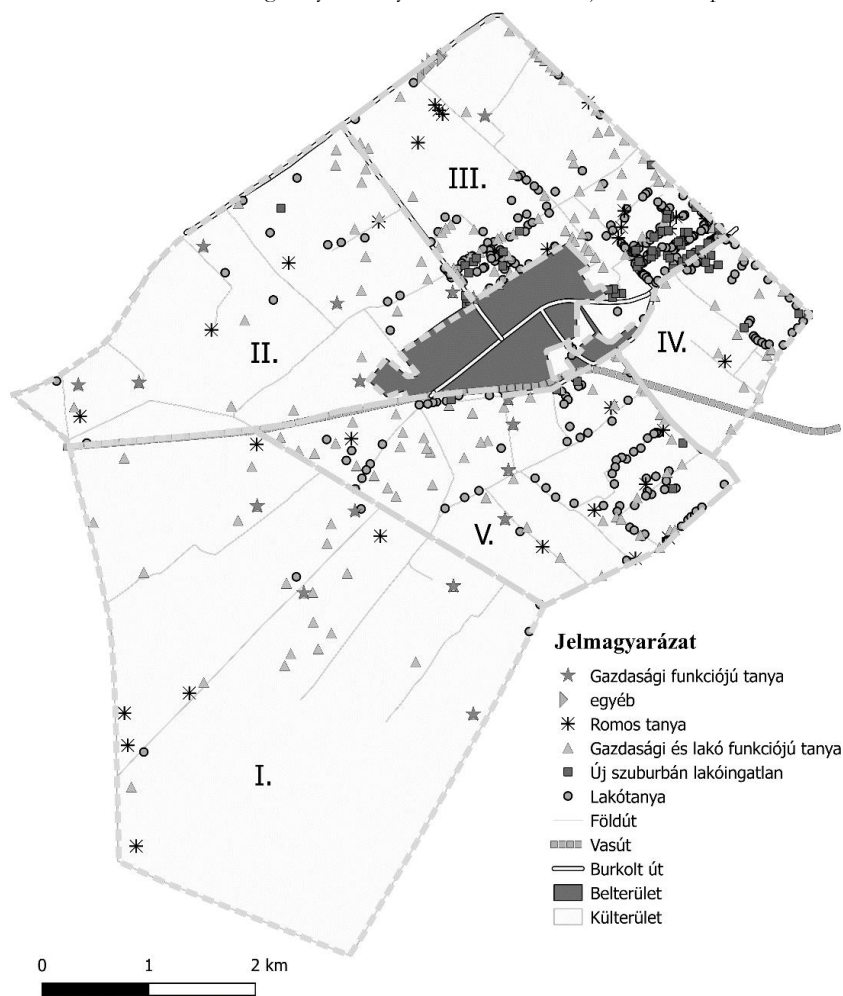 III.
II.
IV.
V.
I.
Jelmagyarázat
Gazdasági funkciójú tanya
egyéb
Romos tanya
Gazdasági és lakó funkciójú tanya
Új szuburbán lakóingatlan
Lakótanya
Földút
Vasút
Burkolt út
Belterület
Külterület
0 1 2 km